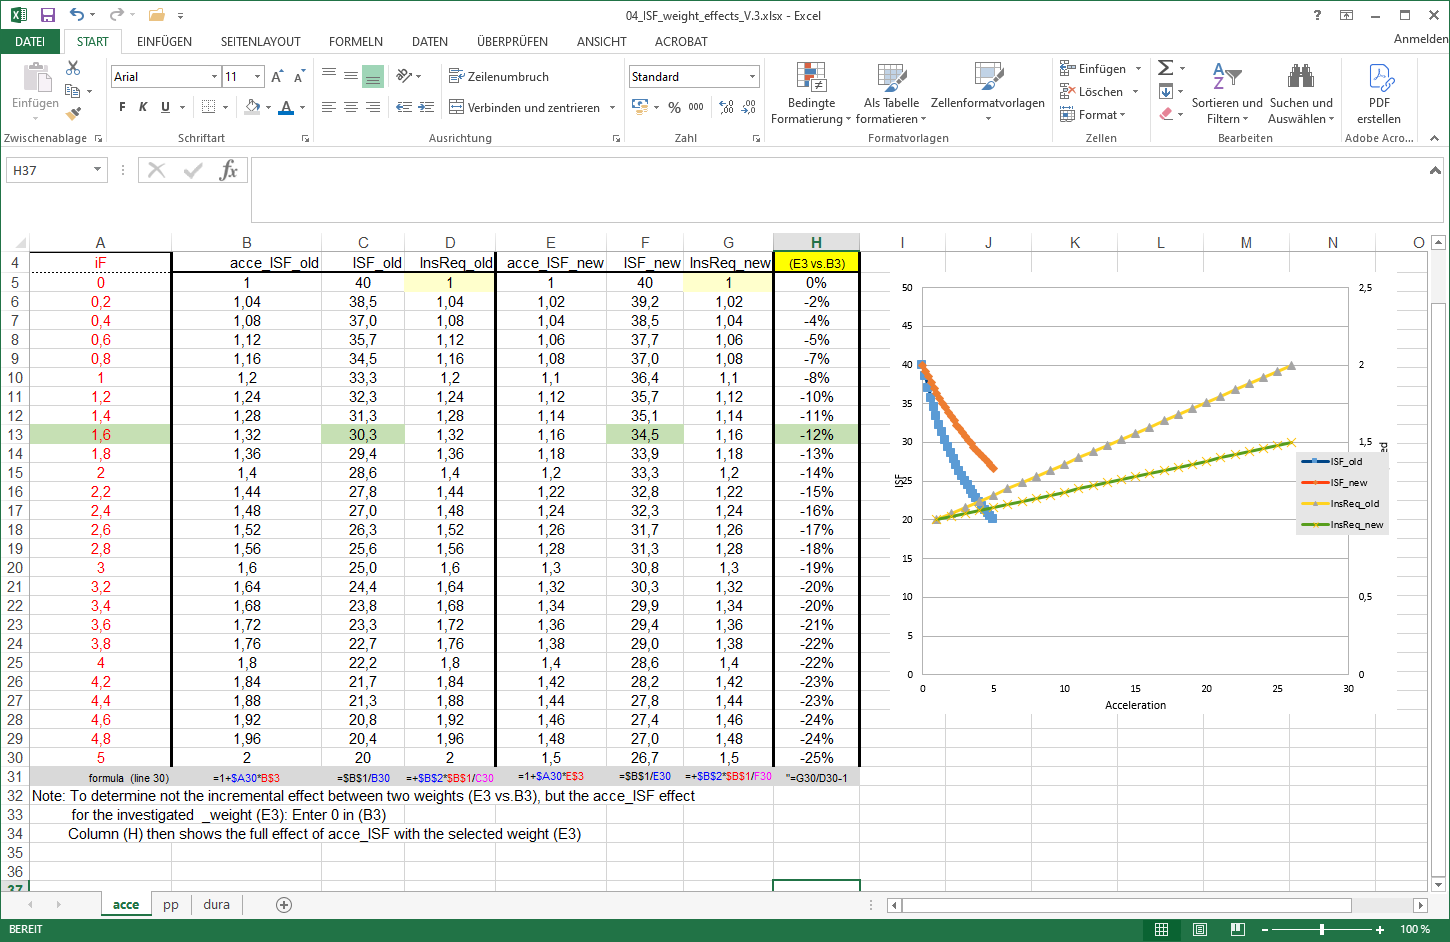 04_ISF_weight_effects_V.3.xlsx - Excel
?
DATEI START EINFÜGEN SEITENLAYOUT FORMELN DATEN ÜBERPRÜFEN ANSICHT ACROBAT
Anmelden
Einfügen
Zwischenablage
Arial 11
F K U
Schriftart
Zeilenumbruch
Verbinden und zentrieren
Ausrichtung
Standard
% 000
Zahl
Bedingte Formatierung
Als Tabelle formatieren
Zellenformatvorlagen
Formatvorlagen
Einfügen
Löschen
Format
Zellen
Sortieren und Filtern
Suchen und Auswählen
Bearbeiten
PDF erstellen
Adobe Acro...
H37
fx
A B C D E F G H I J K L M N O
4 iF acce_ISF_old ISF_old InsReq_old acce_ISF_new ISF_new InsReq_new (E3 vs.B3)
5 0 1 40 1 1 40 1 0%
6 0,2 1,04 38,5 1,04 1,02 39,2 1,02 -2%
7 0,4 1,08 37,0 1,08 1,04 38,5 1,04 -4%
8 0,6 1,12 35,7 1,12 1,06 37,7 1,06 -5%
9 0,8 1,16 34,5 1,16 1,08 37,0 1,08 -7%
10 1 1,2 33,3 1,2 1,1 36,4 1,1 -8%
11 1,2 1,24 32,3 1,24 1,12 35,7 1,12 -10%
12 1,4 1,28 31,3 1,28 1,14 35,1 1,14 -11%
13 1,6 1,32 30,3 1,32 1,16 34,5 1,16 -12%
14 1,8 1,36 29,4 1,36 1,18 33,9 1,18 -13%
15 2 1,4 28,6 1,4 1,2 33,3 1,2 -14%
16 2,2 1,44 27,8 1,44 1,22 32,8 1,22 -15%
17 2,4 1,48 27,0 1,48 1,24 32,3 1,24 -16%
18 2,6 1,52 26,3 1,52 1,26 31,7 1,26 -17%
19 2,8 1,56 25,6 1,56 1,28 31,3 1,28 -18%
20 3 1,6 25,0 1,6 1,3 30,8 1,3 -19%
21 3,2 1,64 24,4 1,64 1,32 30,3 1,32 -20%
22 3,4 1,68 23,8 1,68 1,34 29,9 1,34 -20%
23 3,6 1,72 23,3 1,72 1,36 29,4 1,36 -21%
24 3,8 1,76 22,7 1,76 1,38 29,0 1,38 -22%
25 4 1,8 22,2 1,8 1,4 28,6 1,4 -22%
26 4,2 1,84 21,7 1,84 1,42 28,2 1,42 -23%
27 4,4 1,88 21,3 1,88 1,44 27,8 1,44 -23%
28 4,6 1,92 20,8 1,92 1,46 27,4 1,46 -24%
29 4,8 1,96 20,4 1,96 1,48 27,0 1,48 -24%
30 5 2 20 2 1,5 26,7 1,5 -25%
31 formula (line 30) =1+$A30*B$3 =$B$1/B30 =+$B$2*$B$1/C30 =1+$A30*E$3 =$B$1/E30 =+$B$2*$B$1/F30 "=G30/D30-1
32 Note: To determine not the incremental effect between two weights (E3 vs.B3), but the acce_ISF effect
33 for the investigated _weight (E3): Enter 0 in (B3)
34 Column (H) then shows the full effect of acce_ISF with the selected weight (E3)
35
36
37
50
45
40
35
30
25
20
15
10
5
0
ISF
2,5
2
1,5
0,5
0
ISF_old
ISF_new
InsReq_old
InsReq_new
0 5 10 15 20 25 30
Acceleration
acce pp dura
BEREIT
100 %